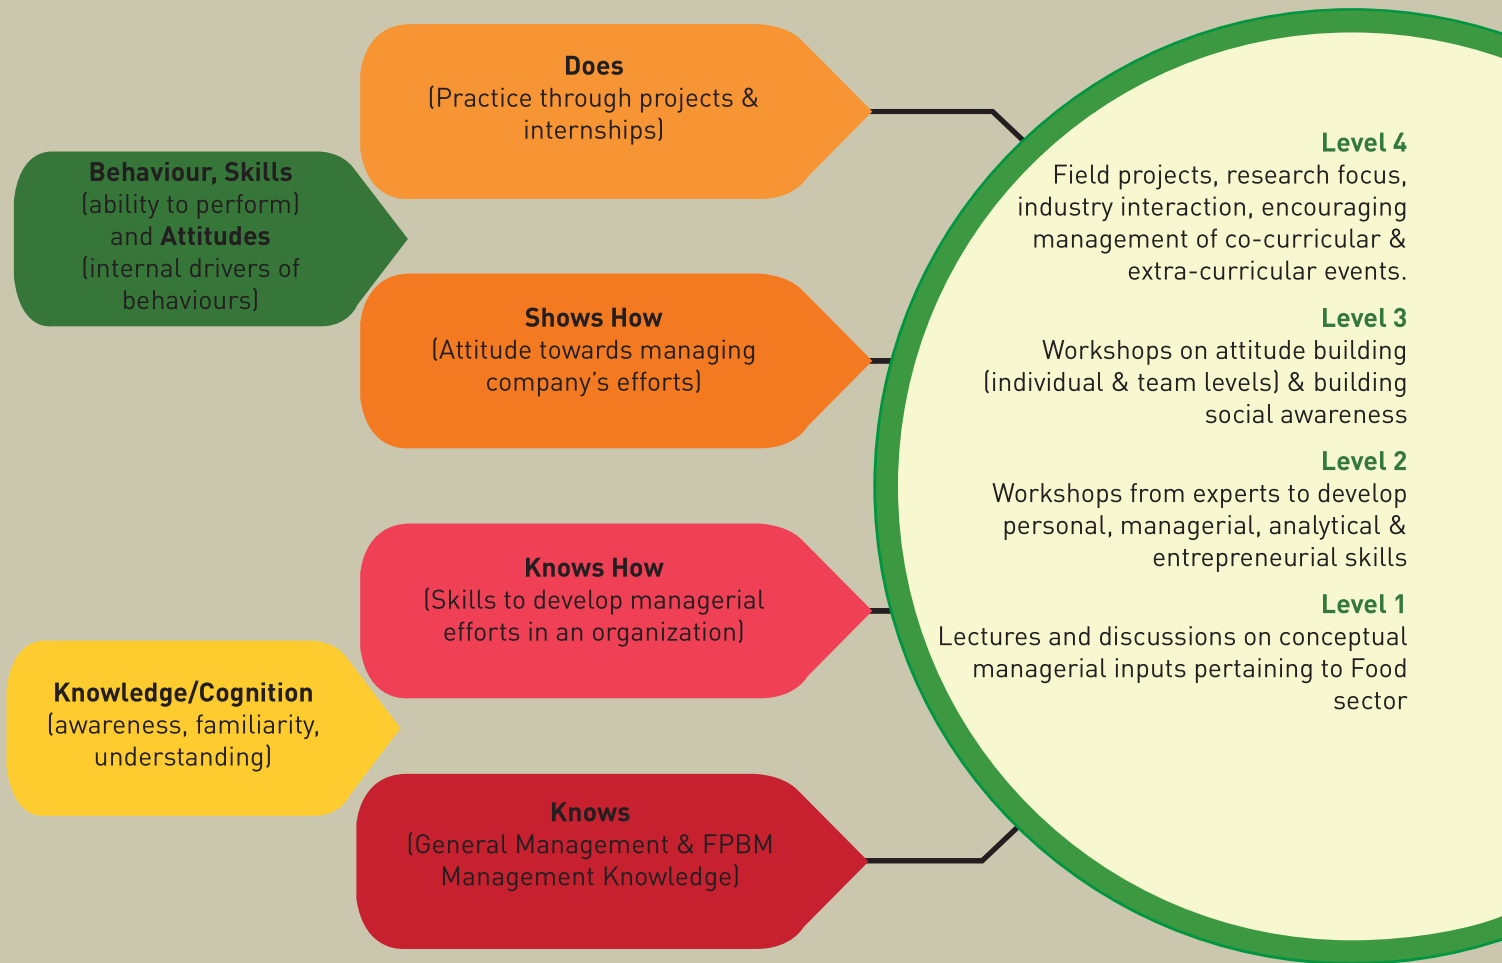 Does
(Practice through projects &
internships)
Behaviour, Skills
(ability to perform)
and Attitudes
(internal drivers of
behaviours)
Shows How
(Attitude towards managing
company’s efforts)
Knows How
(Skills to develop managerial
efforts in an organization)
Knowledge/Cognition
(awareness, familiarity,
understanding)
Knows
(General Management & FPBM
Management Knowledge)
Level 4
Field projects, research focus,
industry interaction, encouraging
management of co-curricular &
extra-curricular events.
Level 3
Workshops on attitude building
(individual & team levels) & building
social awareness
Level 2
Workshops from experts to develop
personal, managerial, analytical &
entrepreneurial skills
Level 1
Lectures and discussions on conceptual
managerial inputs pertaining to Food
sector